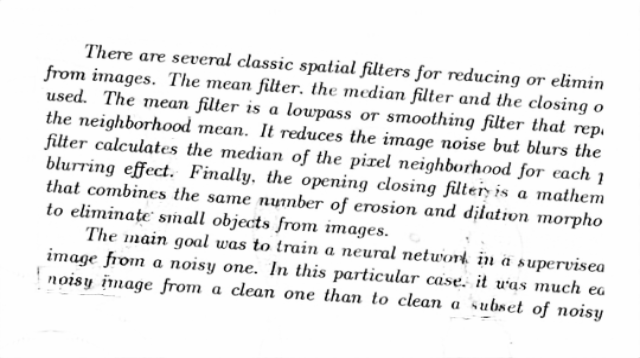 There are several classic spatial filters for reducing or elimin
from images. The mean filter, the median filter and the closing o
used. The mean filter is a lowpass or smoothing filter that rep
the neighborhood mean. It reduces the image noise but blurs the
filter calculates the median of the pixel neighborhood for each
blurring effect. Finally, the opening closing filter is a mathem
that combines the same number of erosion and dilation morpho
to eliminate small objects from images.
The main goal was to train a neural network in a supervised
image from a noisy one. In this particular case, it was much ea
noisy image from a clean one than to clean a subset of noisy